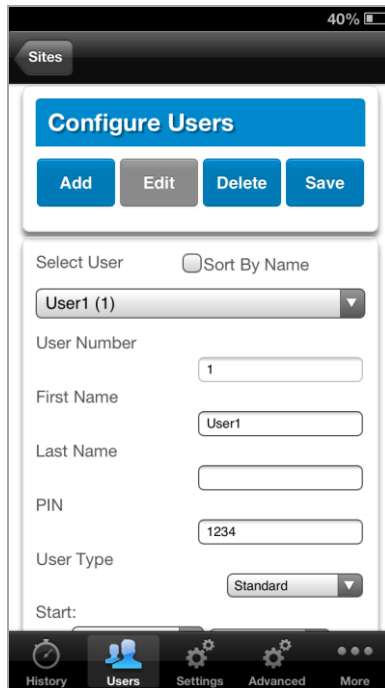 40%
Sites
Configure Users
Add Edit Delete Save
Select User Sort By Name
User1 (1)
User Number
1
First Name
User1
Last Name
PIN
1234
User Type
Standard
Start:
History Users Settings Advanced More